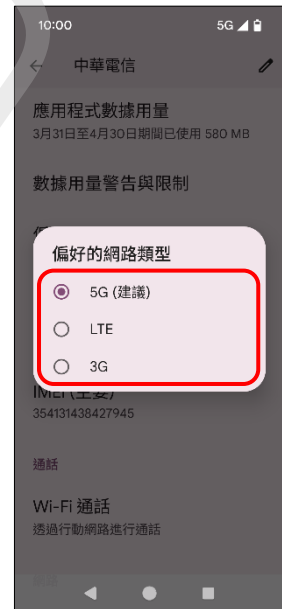 10:00 5G
中華電信
應用程式數據用量
3月31日至4月30日期間已使用 580 MB
數據用量警告與限制
偏好的網路類型
5G (建議)
LTE
3G
IMEI (主要)
354131438427945
通話
Wi-Fi 通話
透過行動網路進行通話